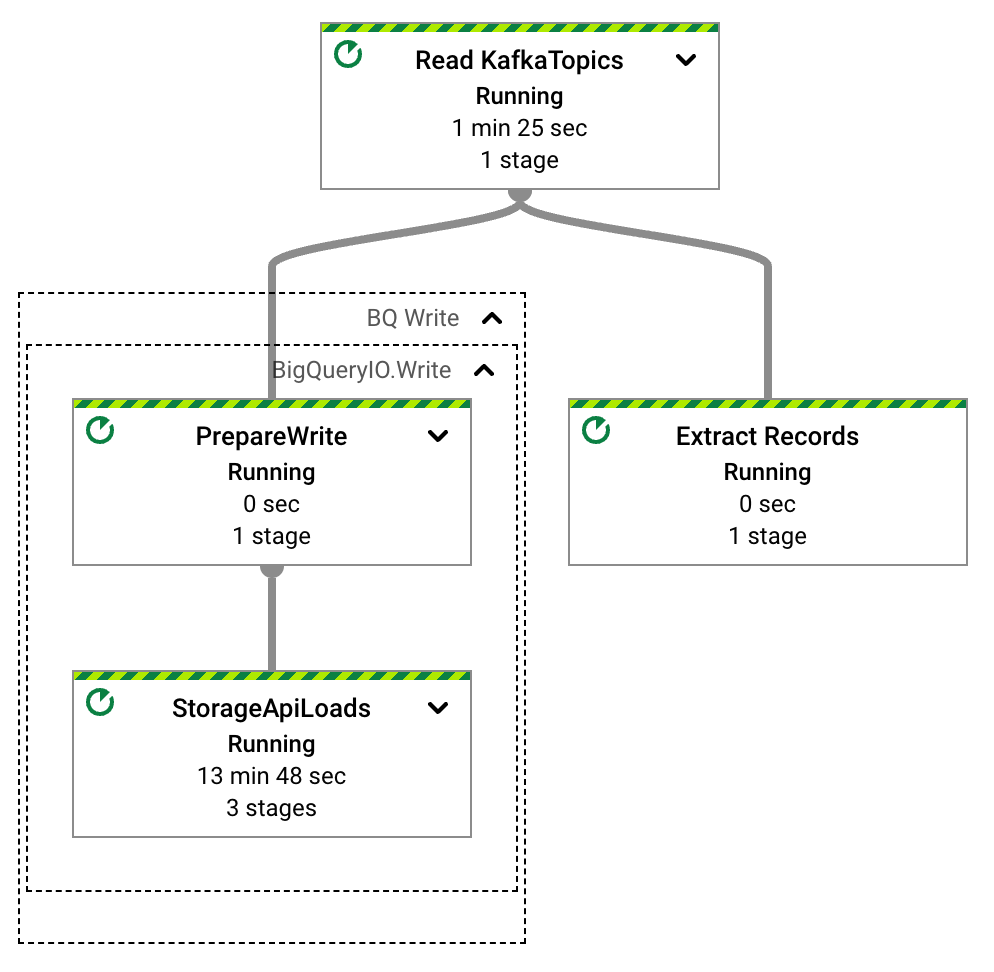 Read KafkaTopics
Running
1 min 25 sec
1 stage
BQ Write
BigQueryIO.Write
PrepareWrite
Running
0 sec
1 stage
Extract Records
Running
0 sec
1 stage
StorageApiLoads
Running
13 min 48 sec
3 stages